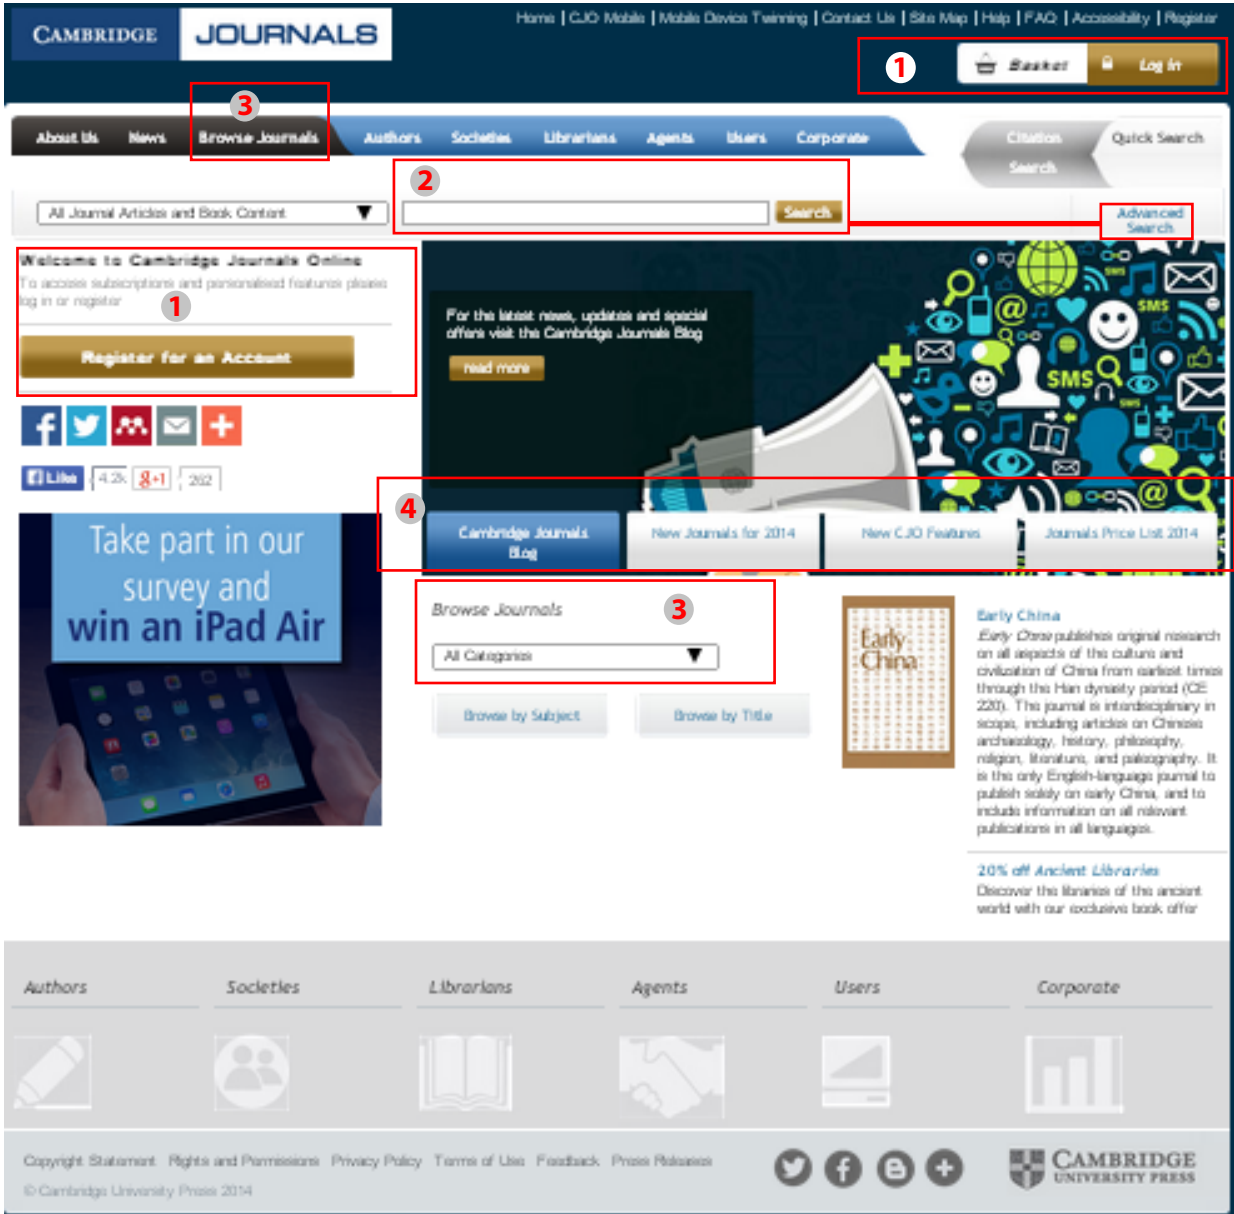 CAMBRIDGE JOURNALS
Home | CJO Mobile | Mobile Device Twinning | Contact Us | Site Map | Help | FAQ | Accessibility | Register
1
Basket
Log in
3
About Us News Browse Journals Authors Societies Librarians Agents Users Corporate
Citation
Search
Quick Search
2
All Journal Articles and Book Content
Search
Advanced
Search
Welcome to Cambridge Journals Online
To access subscriptions and personalised features please
log in or register
1
Register for an Account
Like 4.2k g+1 262
Take part in our
survey and
win an iPad Air
For the latest news, updates and special
offers visit the Cambridge Journals Blog
read more
SMS
SMS
SMS
SMS
4
Cambridge Journals
Blog
New Journals for 2014
New CJO Features
Journals Price List 2014
Browse Journals
3
All Categories
Browse by Subject
Browse by Title
Early
China
Early China
Early China publishes original research
on all aspects of the culture and
civilization of China from earliest times
through the Han dynasty period (CE
220). The journal is interdisciplinary in
scope, including articles on Chinese
archaeology, history, philosophy,
religion, literature, and paleography. It
is the only English-language journal to
publish solely on early China, and to
include information on all relevant
publications in all languages.
20% off Ancient Libraries
Discover the libraries of the ancient
world with our exclusive book offer
Authors
Societies
Librarians
Agents
Users
Corporate
Copyright Statement Rights and Permissions Privacy Policy Terms of Use Feedback Press Releases
© Cambridge University Press 2014
CAMBRIDGE
UNIVERSITY PRESS